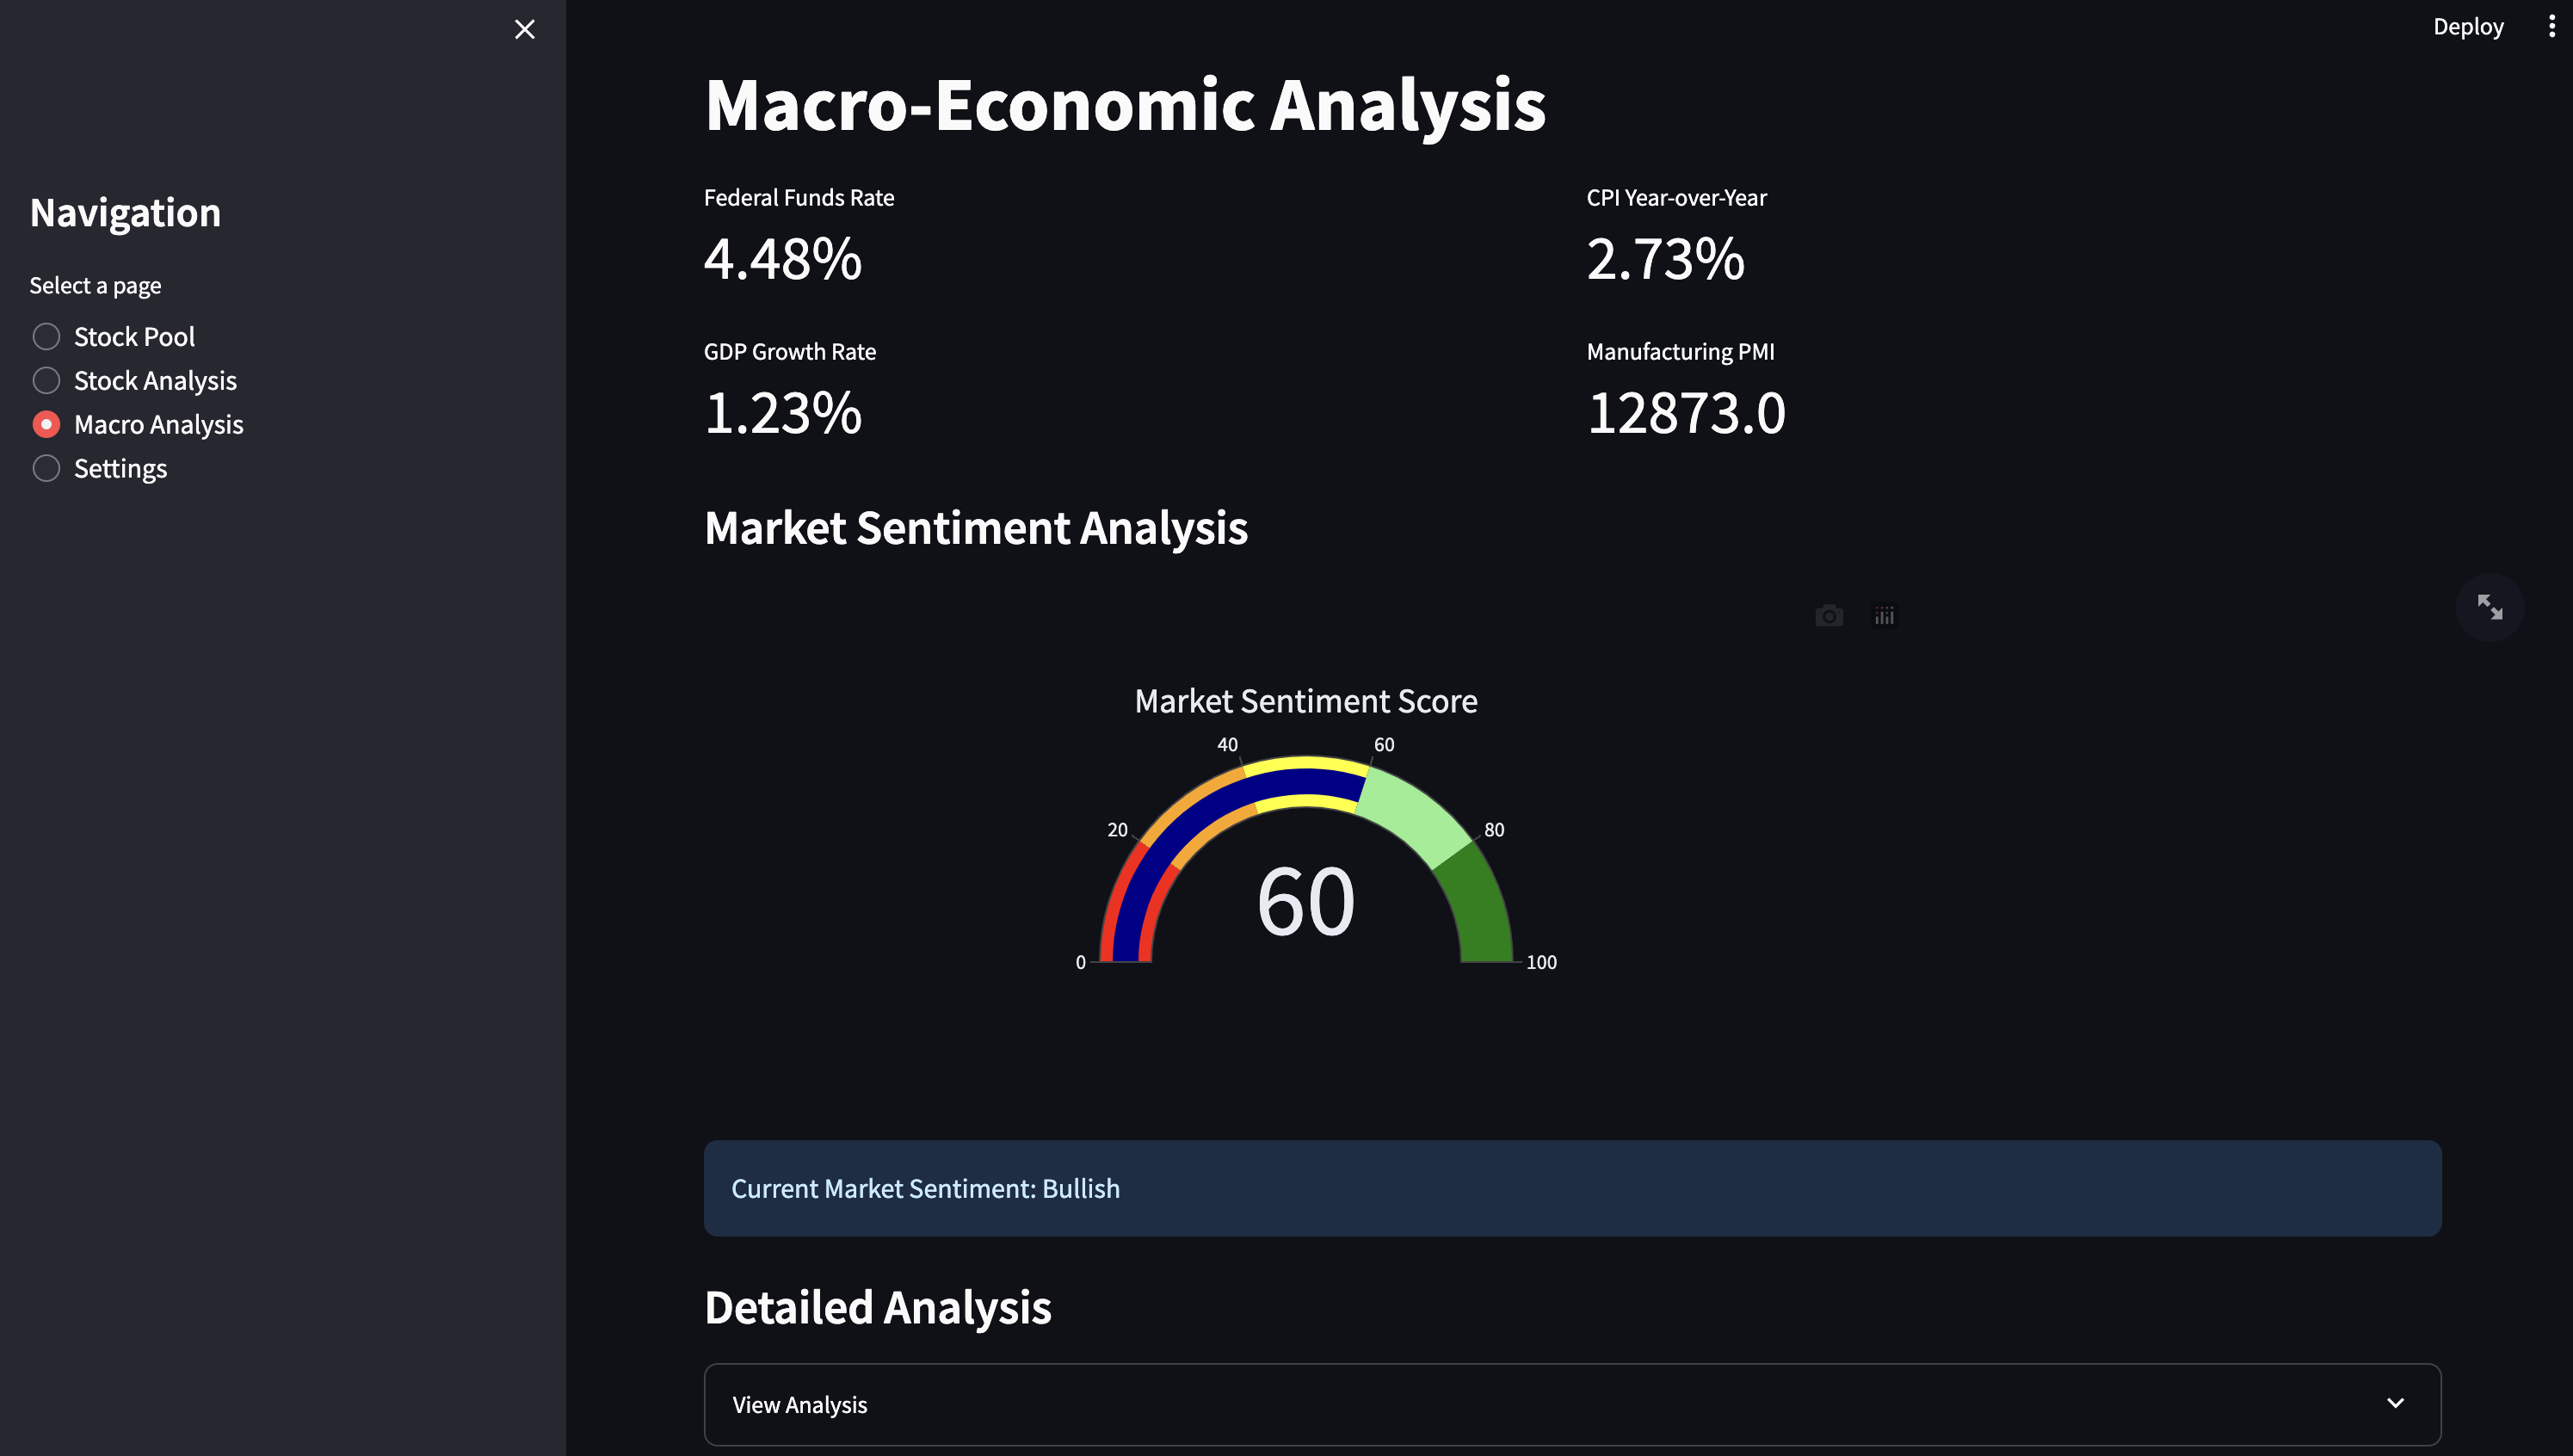 Deploy
Navigation
Select a page
Stock Pool
Stock Analysis
Macro Analysis
Settings
Macro-Economic Analysis
Federal Funds Rate
4.48%
CPI Year-over-Year
2.73%
GDP Growth Rate
1.23%
Manufacturing PMI
12873.0
Market Sentiment Analysis
Market Sentiment Score
0
20
40
60
80
100
60
Current Market Sentiment: Bullish
Detailed Analysis
View Analysis